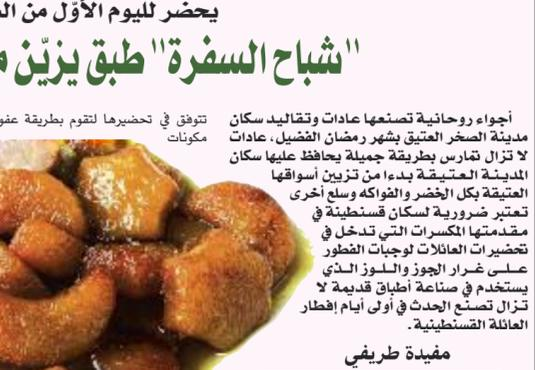 يحضر لليوم الأوّل من
"شباح السفرة" طبق يزيّن
أجواء روحانية تصنعها عادات وتقاليد سكان
مدينة الصخر العتيق بشهر رمضان الفضيل، عادات
لا تزال تمارس بطريقة جميلة يحافظ عليها سكان
المدينة العتيقة بدءا من تزيين أسواقها
العتيقة بكل الخضر والفواكه وسلع أخرى
تعتبر ضرورية لسكان قسنطينة في
مقدمتها المكسرات التي تدخل في
تحضيرات العائلات لوجبات الفطور
على غرار الجوز واللوز الذي
يستخدم في صناعة أطباق قديمة لا
تزال تصنع الحدث في أولى أيام إفطار
العائلة القسنطينية.
مفيدة طريفي
تتوفق في تحضيرها لتقوم بطريقة
مكونات